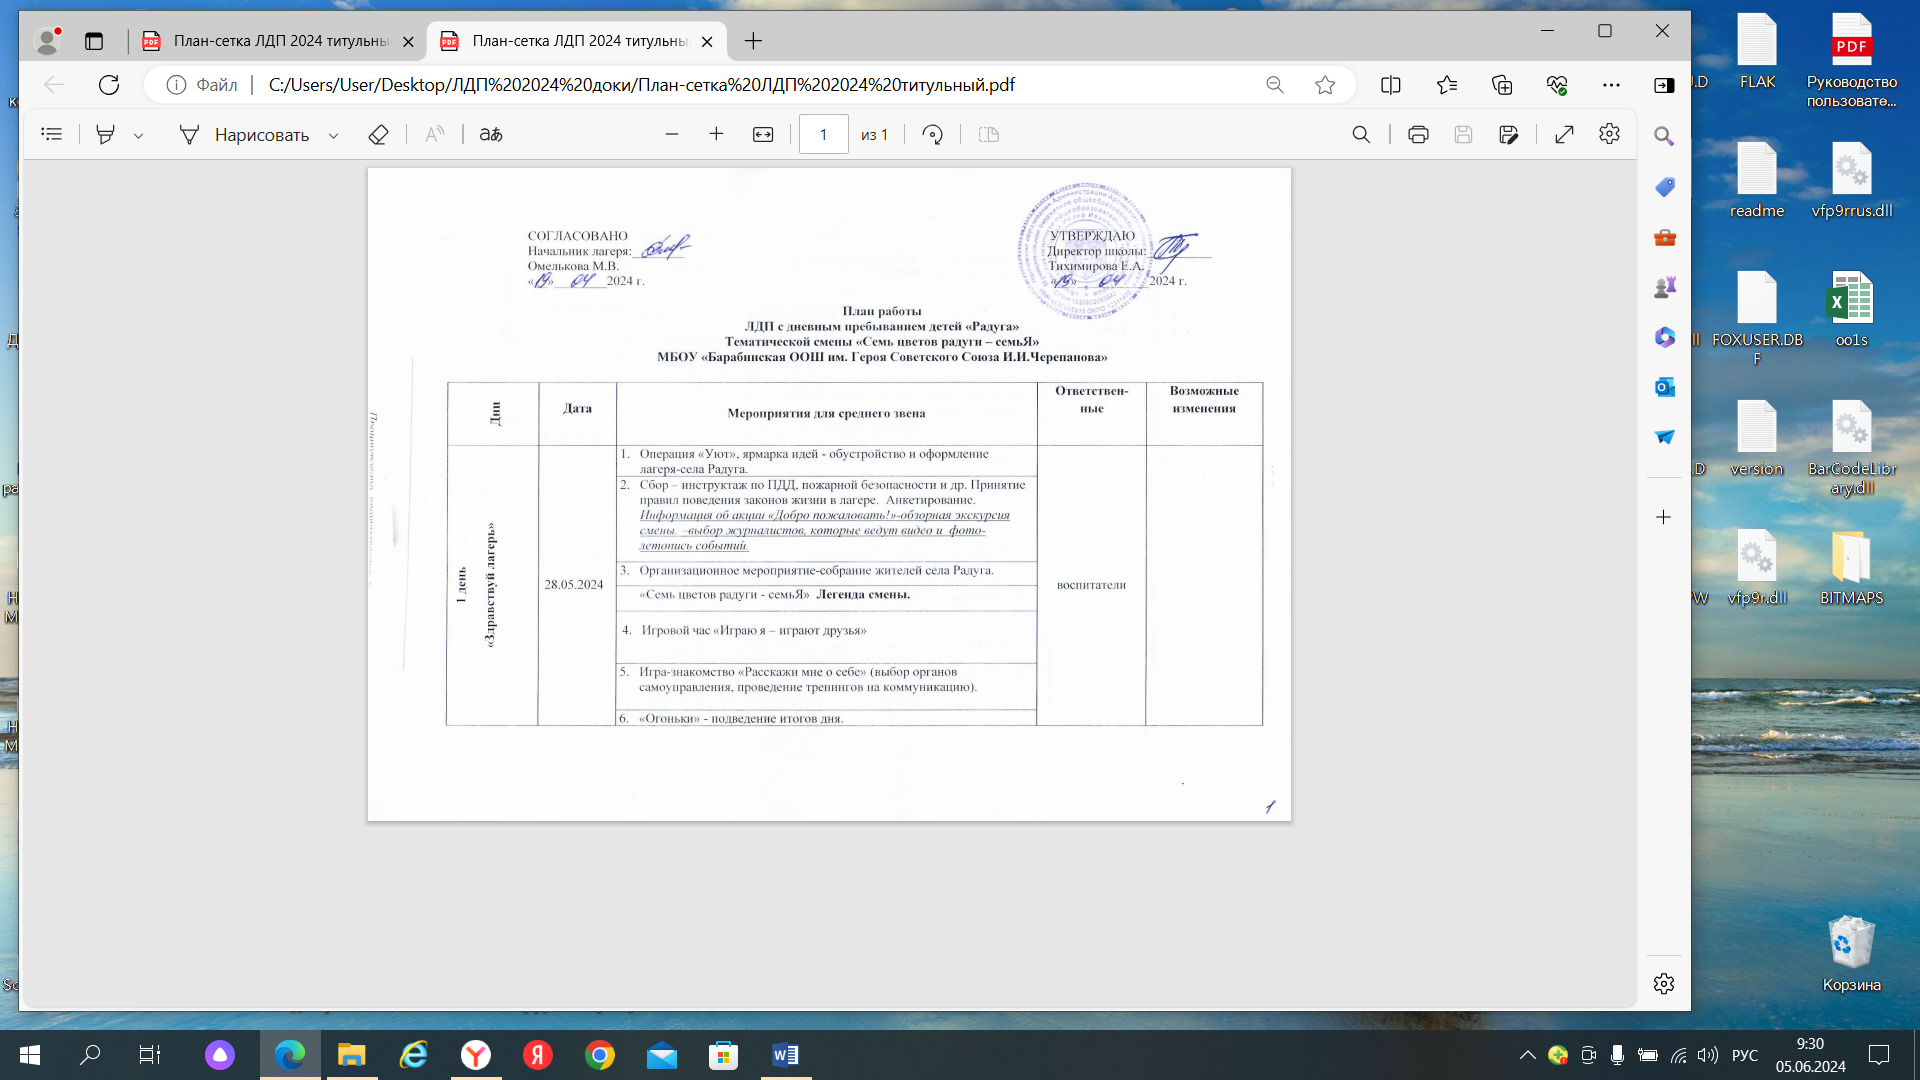 План-сетка ЛДП 2024 титульны
План-сетка ЛДП 2024 титульны
Файл
C:/Users/User/Desktop/ЛДП%202024%20доки/План-сетка%20ЛДП%202024%20титульный.pdf
Нарисовать
1
из 1
СОГЛАСОВАНО
Начальник лагеря:
Омелькова М.В.
«19» 04 2024 г.
УТВЕРЖДАЮ
Директор школы:
Тихимирова Е.А.
«19» 04 2024 г.
План работы
ЛДП с дневным пребыванием детей «Радуга»
Тематической смены «Семь цветов радуги – семьЯ»
МБОУ «Барабинская ООШ им. Героя Советского Союза И.И.Черепанова»
Дни
Дата
Мероприятия для среднего звена
Ответствен-
ные
Возможные
изменения
1 день
«Здравствуй лагерь»
28.05.2024
1. Операция «Уют», ярмарка идей - обустройство и оформление
лагеря-села Радуга.
2. Сбор – инструктаж по ПДД, пожарной безопасности и др. Принятие
правил поведения законов жизни в лагере. Анкетирование.
Информация об акции «Добро пожаловать!»-обзорная экскурсия
смены. –выбор журналистов, которые ведут видео и фото-
летопись событий.
3. Организационное мероприятие-собрание жителей села Радуга.
«Семь цветов радуги - семьЯ» Легенда смены.
4. Игровой час «Играю я – играют друзья»
5. Игра-знакомство «Расскажи мне о себе» (выбор органов
самоуправления, проведение тренингов на коммуникацию).
6. «Огоньки» - подведение итогов дня.
воспитатели
1
FLAK
Руководство
пользовате...
readme
vfp9rrus.dll
FOXUSER.DB
F
oo1s
version
BarCodeLibr
ary.dll
vfp9r.dll
BITMAPS
Корзина
РУС
9:30
05.06.2024